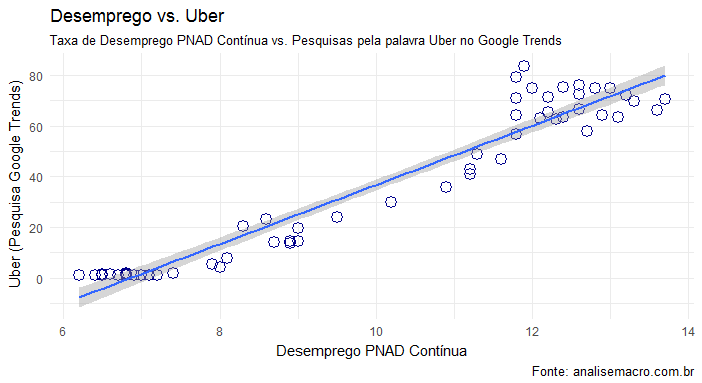 Desemprego vs. Uber
Taxa de Desemprego PNAD Contínua vs. Pesquisas pela palavra Uber no Google Trends
Uber (Pesquisa Google Trends)
80
60
40
20
0
6 8 10 12 14
Desemprego PNAD Contínua
Fonte: analisemacro.com.br